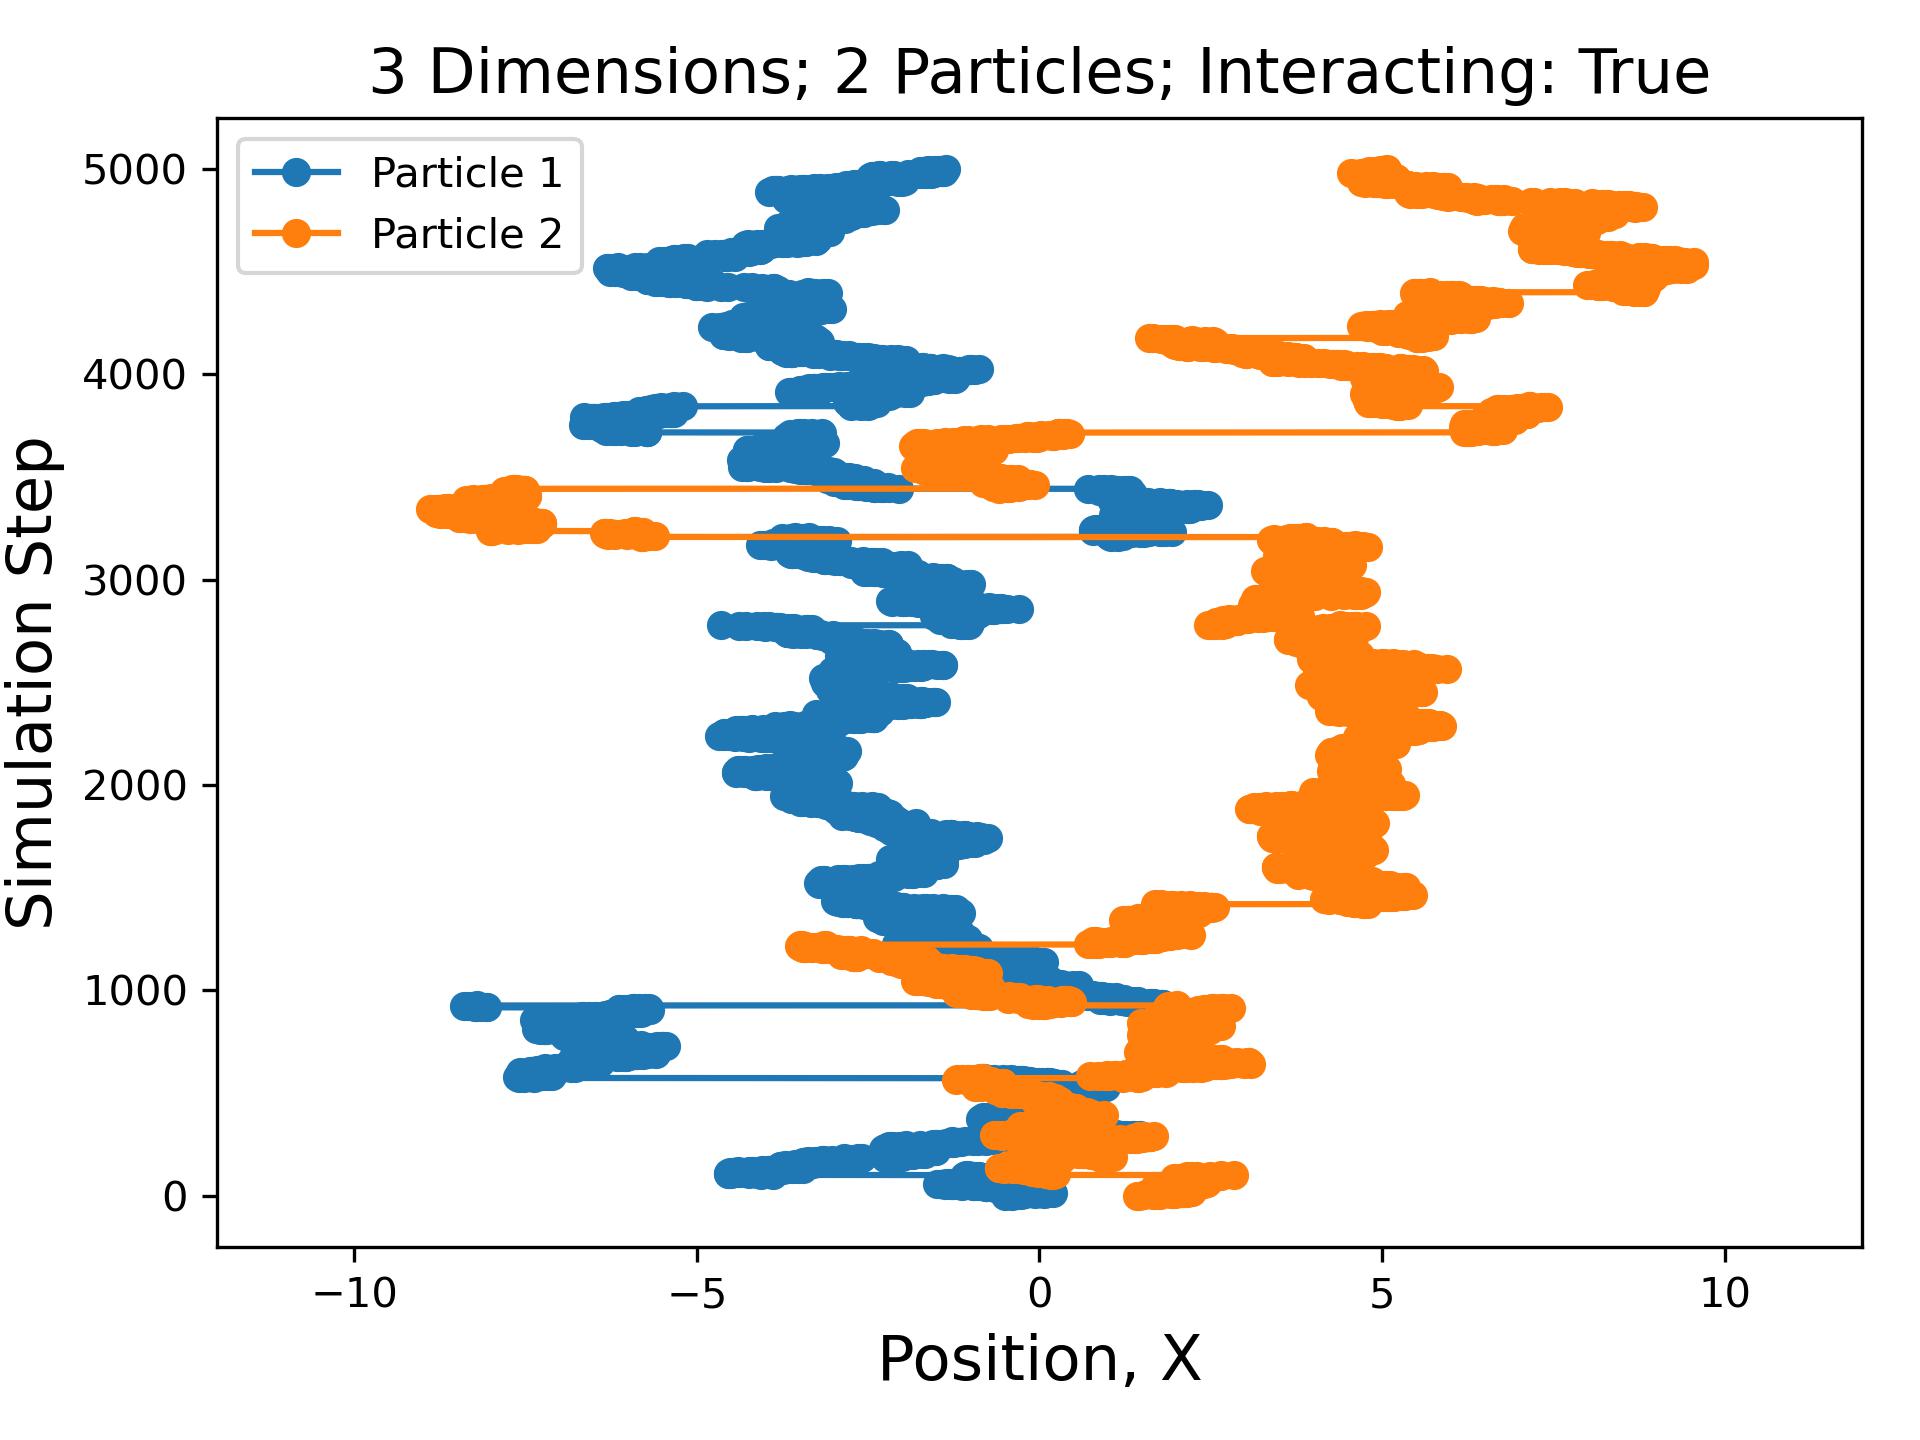 3 Dimensions; 2 Particles; Interacting: True
Particle 1
Particle 2
5000
4000
3000
2000
1000
0
Simulation Step
−10
−5
0
5
10
Position, X